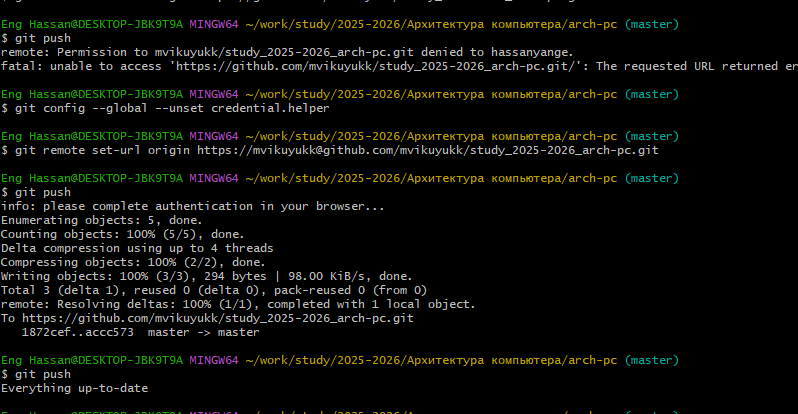 Eng Hassan@DESKTOP-JBK9T9A MINGW64 ~/work/study/2025-2026/Архитектура компьютера/arch-pc (master)
$ git push
remote: Permission to mvikuyukk/study_2025-2026_arch-pc.git denied to hassanyange.
fatal: unable to access 'https://github.com/mvikuyukk/study_2025-2026_arch-pc.git/': The requested URL returned er
Eng Hassan@DESKTOP-JBK9T9A MINGW64 ~/work/study/2025-2026/Архитектура компьютера/arch-pc (master)
$ git config --global --unset credential.helper
Eng Hassan@DESKTOP-JBK9T9A MINGW64 ~/work/study/2025-2026/Архитектура компьютера/arch-pc (master)
$ git remote set-url origin https://mvikuyukk@github.com/mvikuyukk/study_2025-2026_arch-pc.git
Eng Hassan@DESKTOP-JBK9T9A MINGW64 ~/work/study/2025-2026/Архитектура компьютера/arch-pc (master)
$ git push
info: please complete authentication in your browser...
Enumerating objects: 5, done.
Counting objects: 100% (5/5), done.
Delta compression using up to 4 threads
Compressing objects: 100% (2/2), done.
Writing objects: 100% (3/3), 294 bytes | 98.00 KiB/s, done.
Total 3 (delta 1), reused 0 (delta 0), pack-reused 0 (from 0)
remote: Resolving deltas: 100% (1/1), completed with 1 local object.
To https://github.com/mvikuyukk/study_2025-2026_arch-pc.git
   1872cef..accc573  master -> master
Eng Hassan@DESKTOP-JBK9T9A MINGW64 ~/work/study/2025-2026/Архитектура компьютера/arch-pc (master)
$ git push
Everything up-to-date